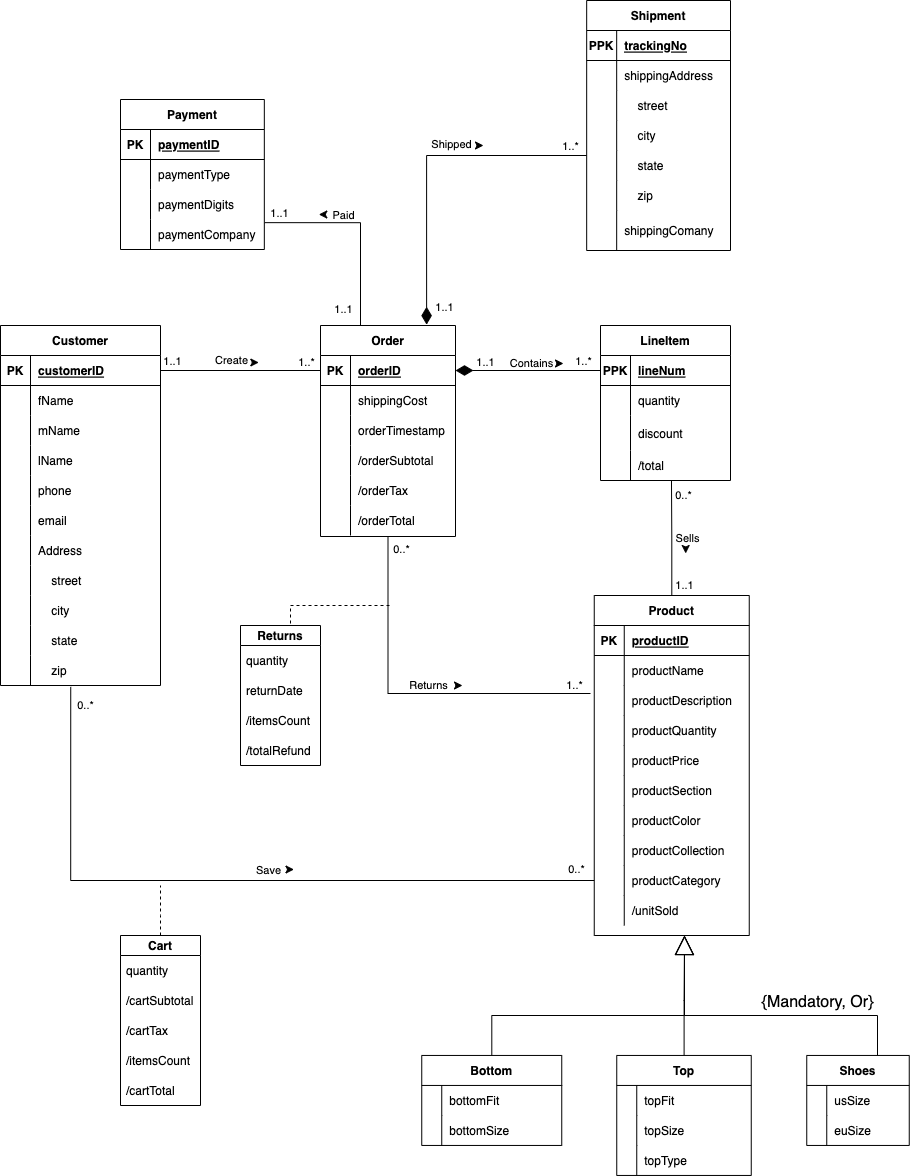 Shipment
PPK trackingNo
shippingAddress
street
city
state
zip
shippingComany
Payment
PK paymentID
paymentType
paymentDigits
paymentCompany
Shipped
1..*
1..1
Paid
1..1
1..1
Customer
PK customerID
fName
mName
lName
phone
email
Address
street
city
state
zip
1..1
Create
1..*
Order
PK orderID
shippingCost
orderTimestamp
/orderSubtotal
/orderTax
/orderTotal
1..1
Contains
1..*
LineItem
PPK lineNum
quantity
discount
/total
0..*
Sells
1..1
0..*
Returns
quantity
returnDate
/itemsCount
/totalRefund
Returns
1..*
Product
PK productID
productName
productDescription
productQuantity
productPrice
productSection
productColor
productCollection
productCategory
/unitSold
0..*
Save
0..*
Cart
quantity
/cartSubtotal
/cartTax
/itemsCount
/cartTotal
{Mandatory, Or}
Bottom
bottomFit
bottomSize
Top
topFit
topSize
topType
Shoes
usSize
euSize